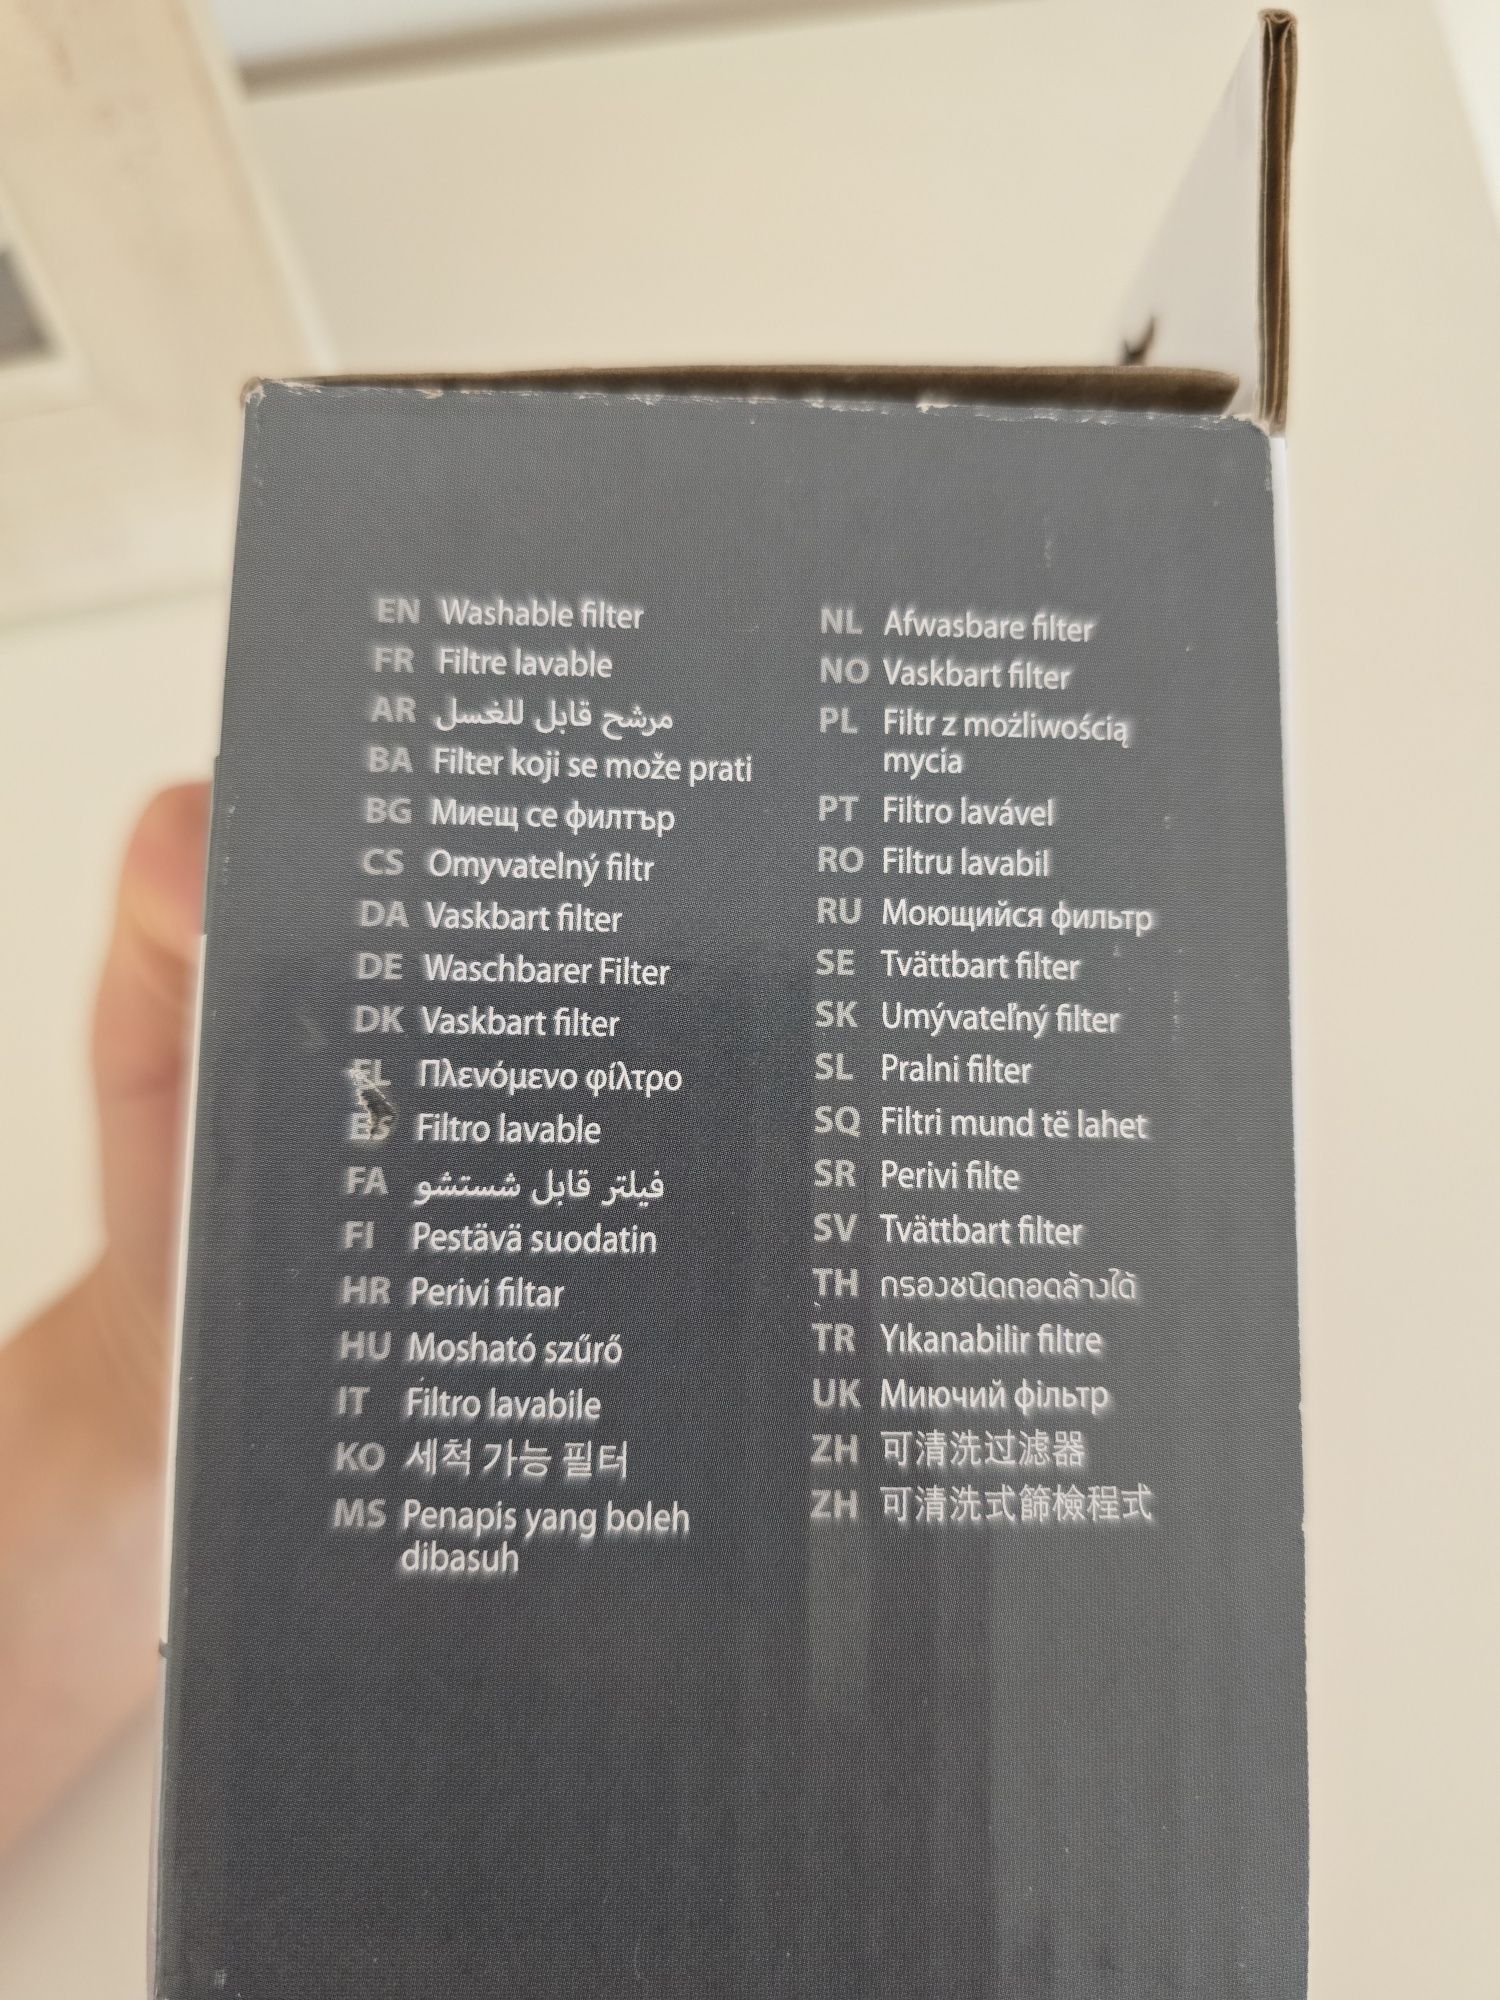 EN Washable filter
FR Filtre lavable
AR مرشح قابل للغسل
BA Filter koji se može prati
BG Миещ се филтър
CS Omyvatelný filtr
DA Vaskbart filter
DE Waschbarer Filter
DK Vaskbart filter
EL Πλενόμενο φίλτρο
ES Filtro lavable
FA فیلتر قابل شستشو
FI Pestävä suodatin
HR Perivi filtar
HU Mosható szűrő
IT Filtro lavabile
KO 세척 가능 필터
MS Penapis yang boleh
dibasuh
NL Afwasbare filter
NO Vaskbart filter
PL Filtr z możliwością
mycia
PT Filtro lavável
RO Filtru lavabil
RU Моющийся фильтр
SE Tvättbart filter
SK Umývateľný filter
SL Pralni filter
SQ Filtri mund të lahet
SR Perivi filte
SV Tvättbart filter
TH กรองชนิดถอดล้างได้
TR Yıkanabilir filtre
UK Миючий фільтр
ZH 可清洗过滤器
ZH 可清洗式篩檢程式